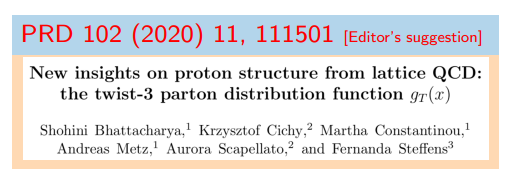 PRD 102 (2020) 11, 111501 [Editor's suggestion]
New insights on proton structure from lattice QCD:
the twist-3 parton distribution function g_T(x)
Shohini Bhattacharya,¹ Krzysztof Cichy,² Martha Constantinou,¹
Andreas Metz,¹ Aurora Scapellato,² and Fernanda Steffens³